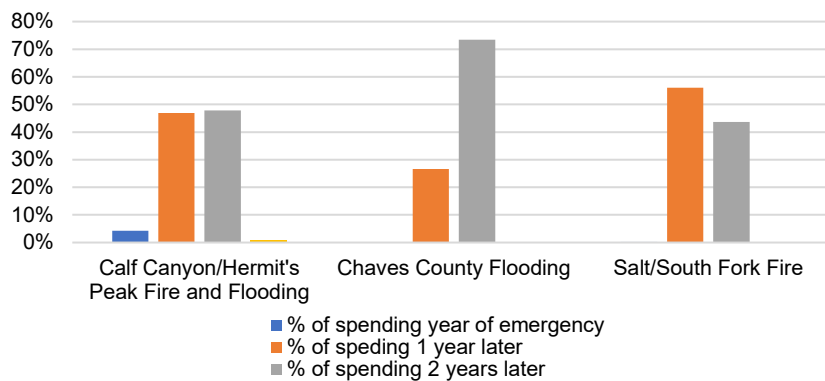 80%
70%
60%
50%
40%
30%
20%
10%
0%
Calf Canyon/Hermit's
Peak Fire and Flooding
Chaves County Flooding
Salt/South Fork Fire
% of spending year of emergency
% of speding 1 year later
% of spending 2 years later